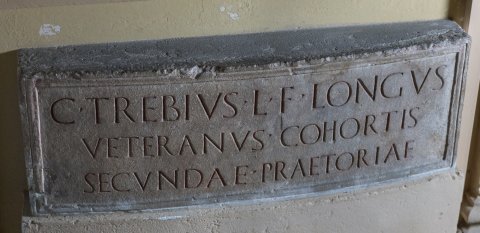 C·TREBIVS·L·F·LONGVS
VETERANVS·COHORTIS
SECVNDAE·PRAETORIAE